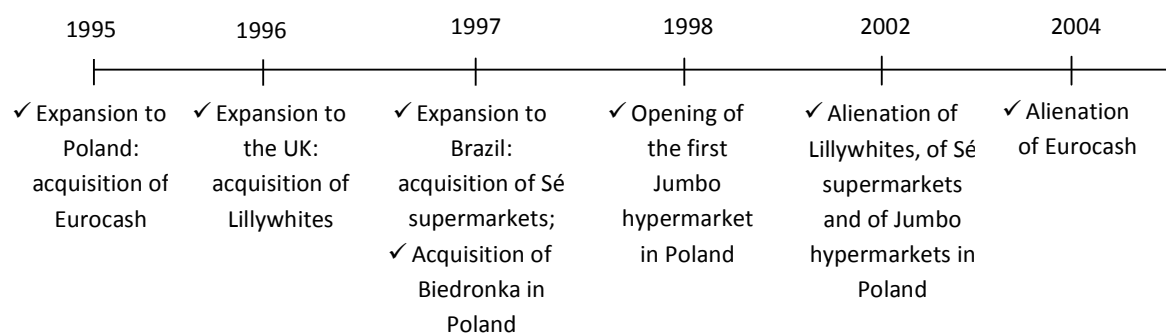 1995
1996
1997
1998
2002
2004
✓ Expansion to
Poland:
acquisition of
Eurocash
✓ Expansion to
the UK:
acquisition of
Lillywhites
✓ Expansion to
Brazil:
acquisition of Sé
supermarkets;
✓ Acquisition of
Biedronka in
Poland
✓ Opening of
the first
Jumbo
hypermarket
in Poland
✓ Alienation of
Lillywhites, of Sé
supermarkets
and of Jumbo
hypermarkets in
Poland
✓ Alienation
of Eurocash